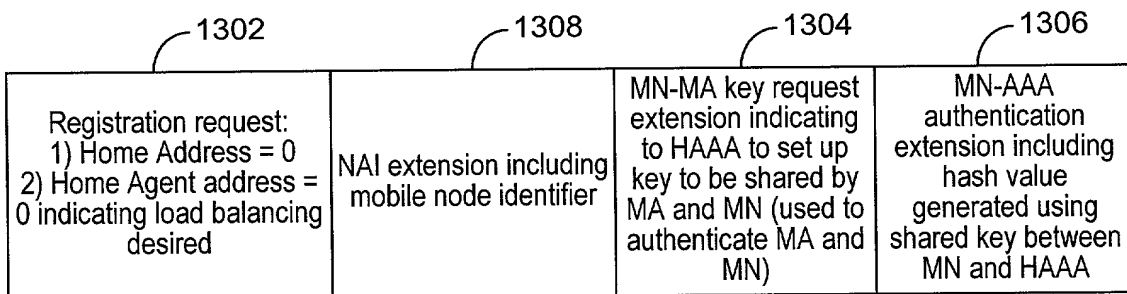 1302
1308
1304
1306
Registration request:
1) Home Address = 0
2) Home Agent address =
0 indicating load balancing
desired
NAI extension including
mobile node identifier
MN-MA key request
extension indicating
to HAAA to set up
key to be shared by
MA and MN (used to
authenticate MA and
MN)
MN-AAA
authentication
extension including
hash value
generated using
shared key between
MN and HAAA